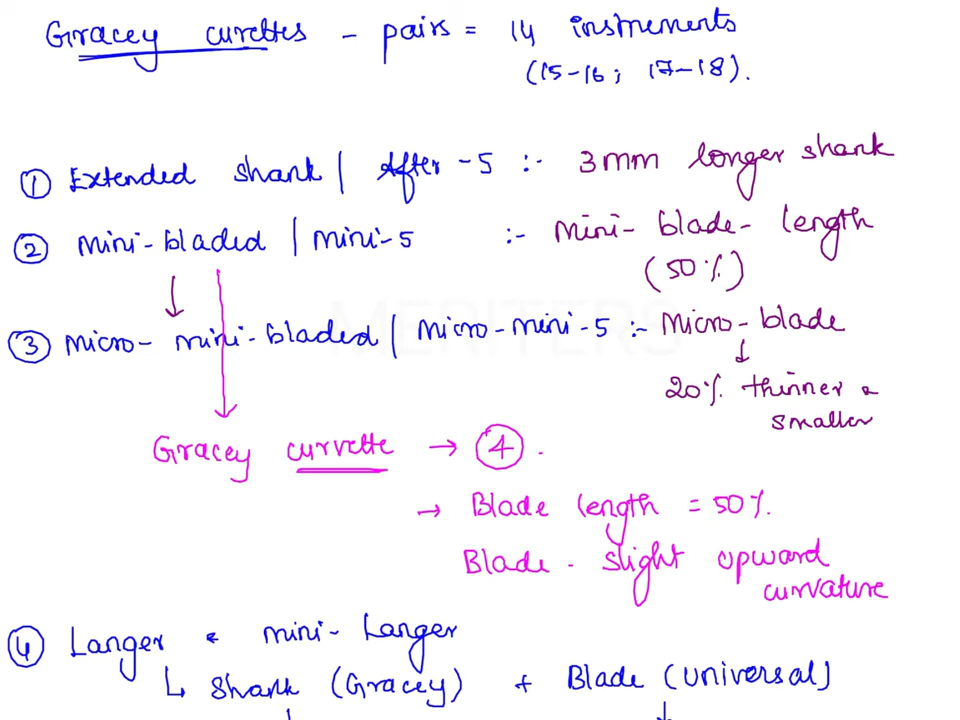 Gracey curettes - pairs = 14 instruments
(15-16; 17-18).
① Extended shank | After-5 :- 3mm longer shank
② mini-bladed | mini-5 :- mini-blade-length
(50%)
③ micro-mini-bladed | micro-mini-5 :- micro-blade
↓
20% thinner &
smaller
Gracey curvette → ④.
→ Blade length = 50%.
Blade - slight upward
curvature
④ Langer & mini-Langer
↳ shank (Gracey) + Blade (universal)
MERITERS